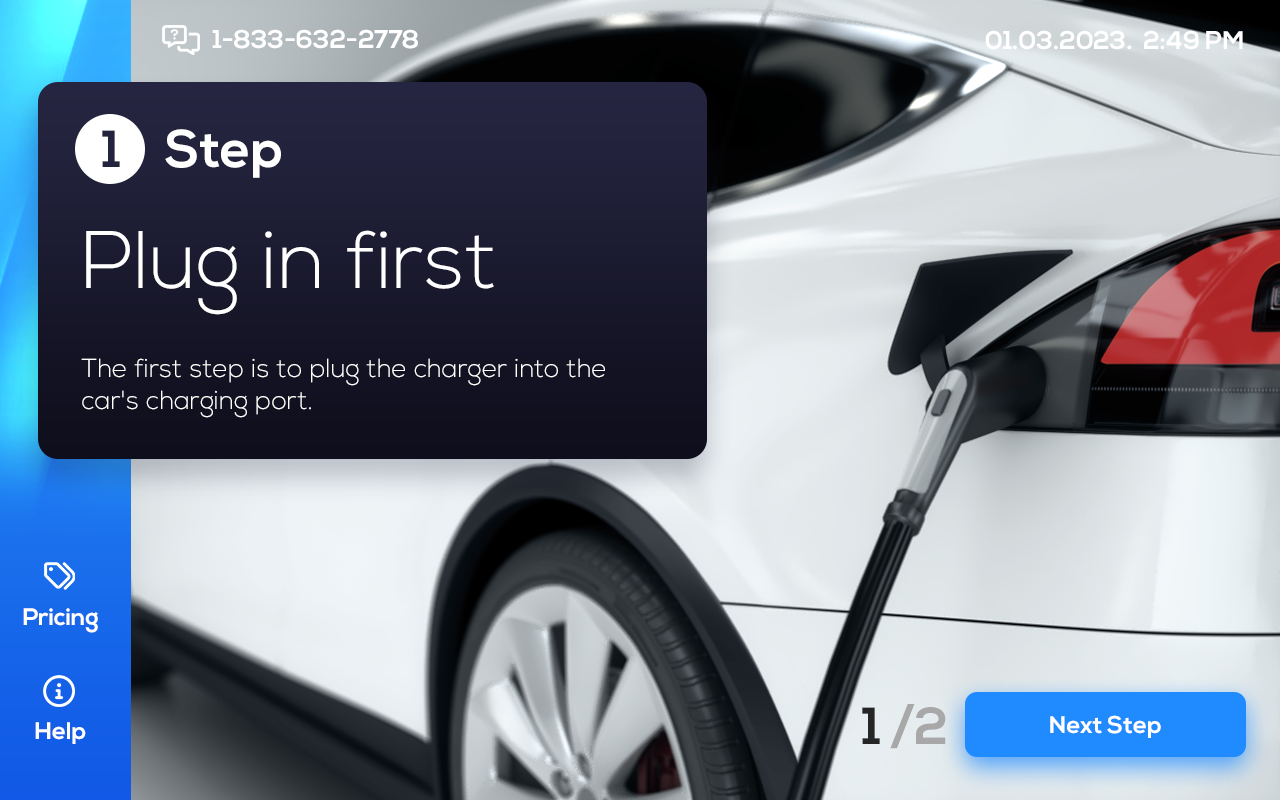 1-833-632-2778
01.03.2023. 2:49 PM
1 Step
Plug in first
The first step is to plug the charger into the
car's charging port.
Pricing
Help
1/2
Next Step